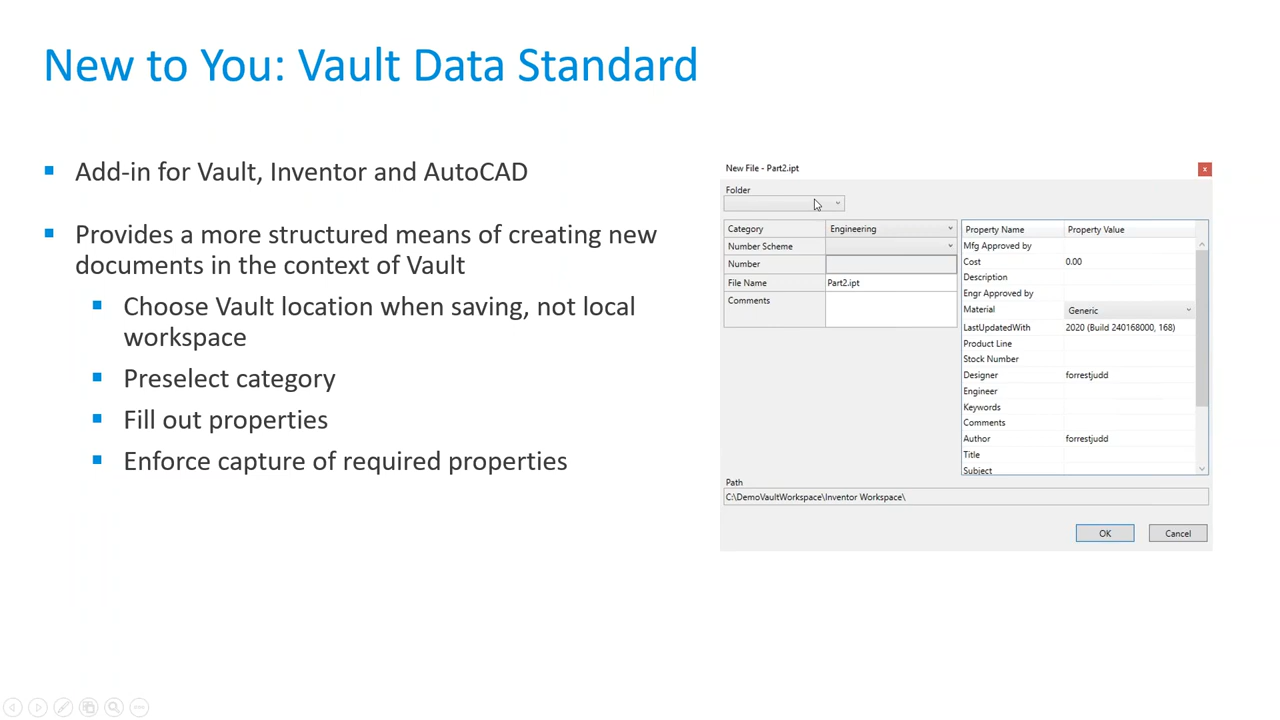 New to You: Vault Data Standard
Add-in for Vault, Inventor and AutoCAD
Provides a more structured means of creating new
documents in the context of Vault
Choose Vault location when saving, not local
workspace
Preselect category
Fill out properties
Enforce capture of required properties
New File - Part2.ipt
x
Folder
Category Engineering
Number Scheme
Number
File Name Part2.ipt
Comments
Property Name Property Value
Mfg Approved by
Cost 0.00
Description
Engr Approved by
Material Generic
LastUpdatedWith 2020 (Build 240168000, 168)
Product Line
Stock Number
Designer forrestjudd
Engineer
Keywords
Comments
Author forrestjudd
Title
Subject
Path
C:\DemoVaultWorkspace\Inventor Workspace\
OK Cancel